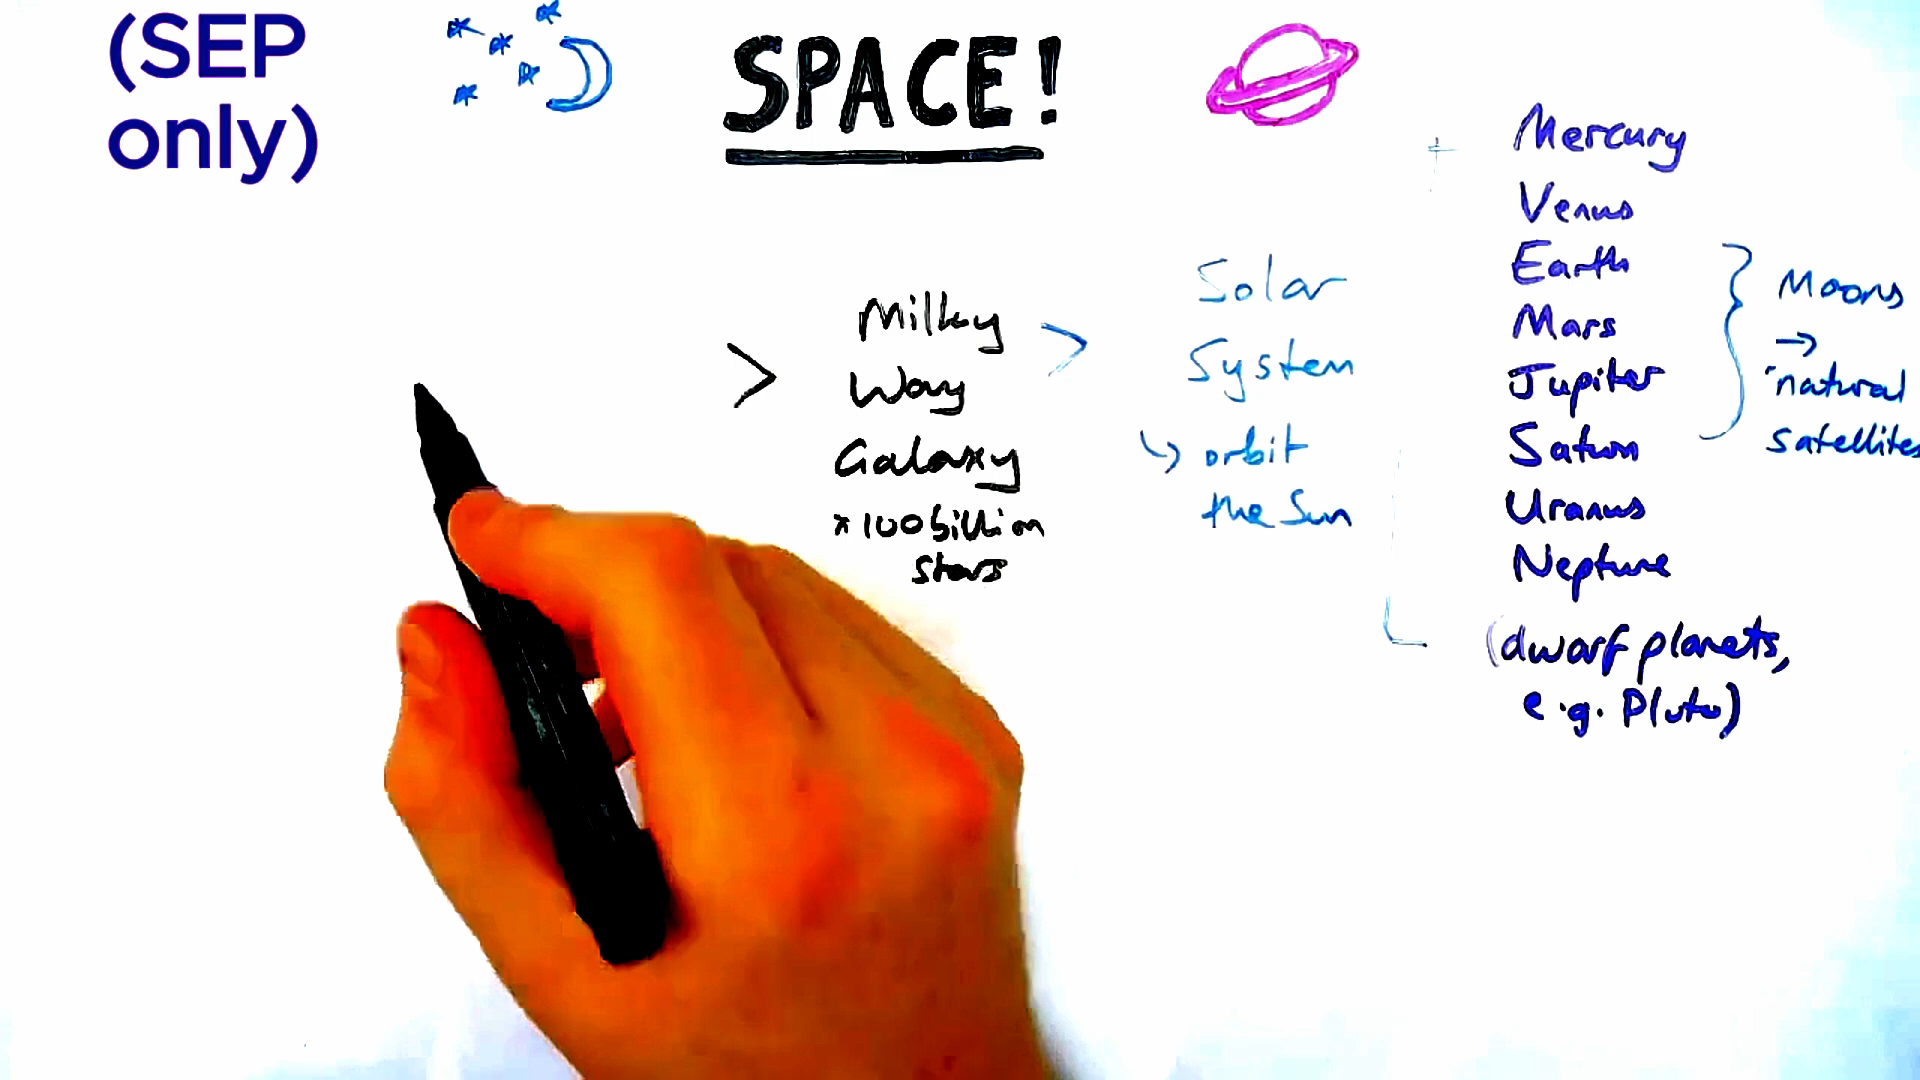 (SEP
only)
SPACE!
>
Milky
Way
Galaxy
x 100 billion
stars
>
Solar
System
↳ orbit
the Sun
Mercury
Venus
Earth
Mars
Jupiter
Saturn
Uranus
Neptune
(dwarf planets,
e.g. Pluto)
Moons
→
natural
satellites